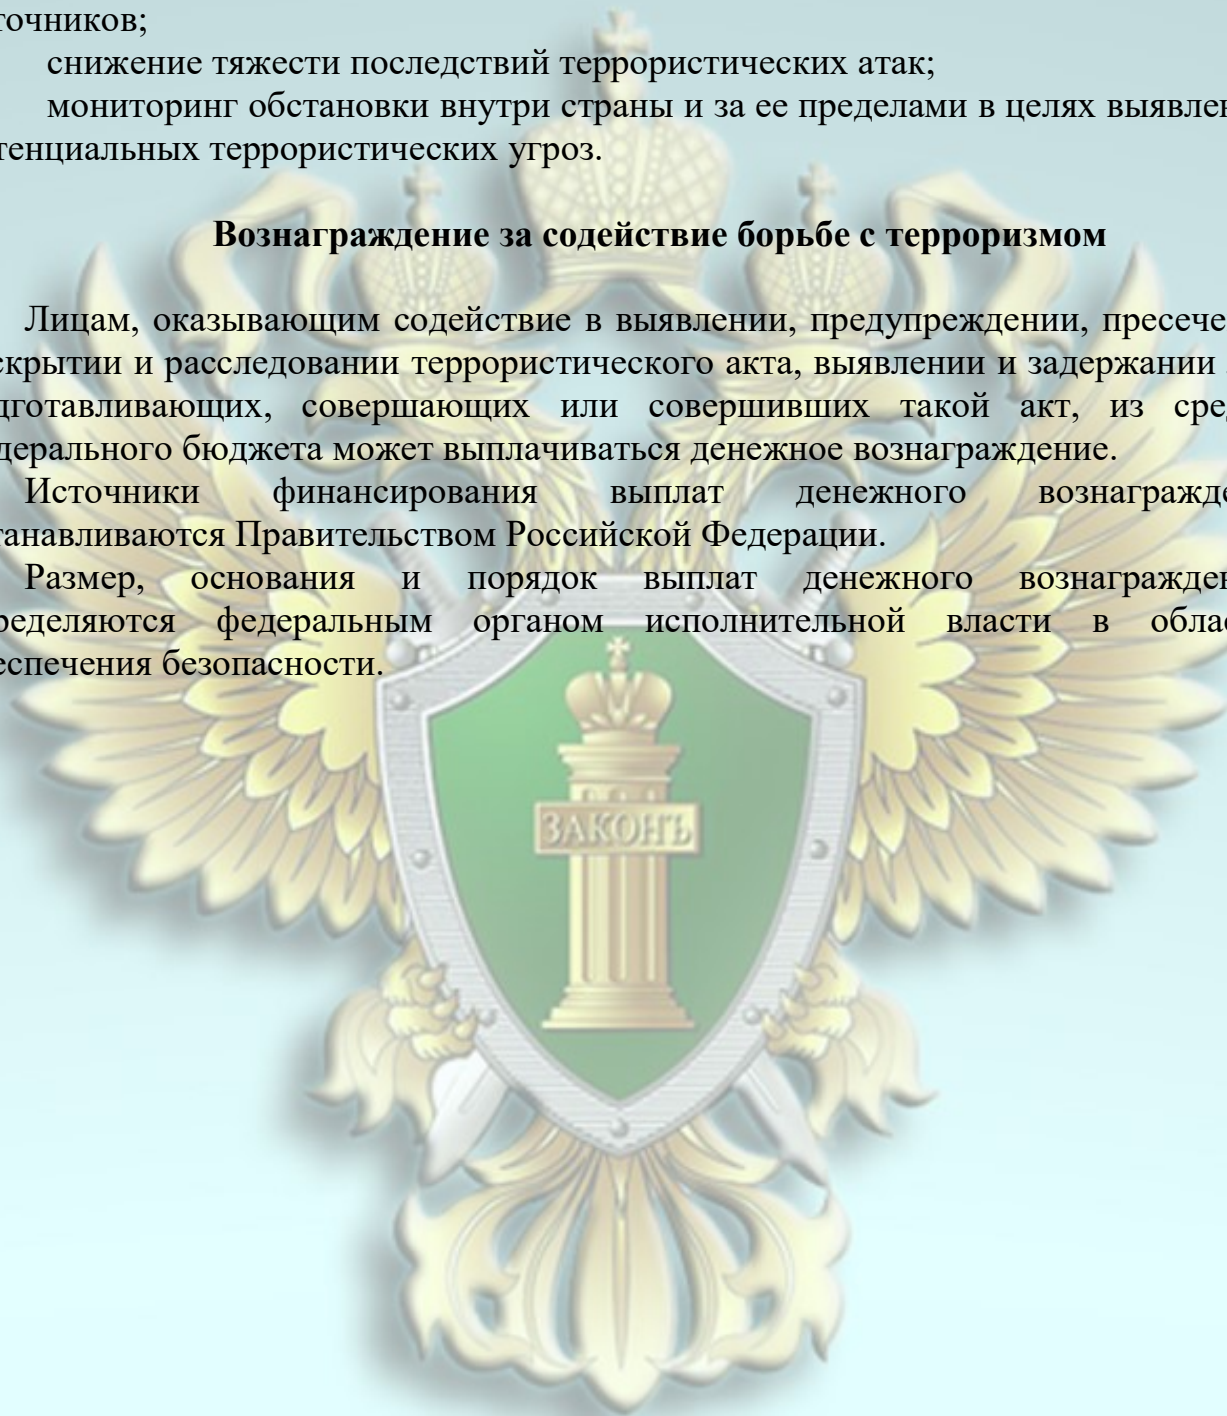 точников;
снижение тяжести последствий террористических атак;
мониторинг обстановки внутри страны и за ее пределами в целях выявлен
тенциальных террористических угроз.
Вознаграждение за содействие борьбе с терроризмом
Лицам, оказывающим содействие в выявлении, предупреждении, пресече
скрытии и расследовании террористического акта, выявлении и задержании
дготавливающих, совершающих или совершивших такой акт, из сред
дерального бюджета может выплачиваться денежное вознаграждение.
Источники финансирования выплат денежного вознагражде
танавливаются Правительством Российской Федерации.
Размер, основания и порядок выплат денежного вознагражден
ределяются федеральным органом исполнительной власти в облас
еспечения безопасности.
ЗАКОНЪ